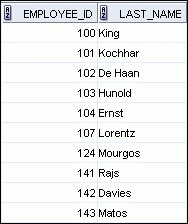 EMPLOYEE_ID LAST_NAME
100 King
101 Kochhar
102 De Haan
103 Hunold
104 Ernst
107 Lorentz
124 Mourgos
141 Rajs
142 Davies
143 Matos